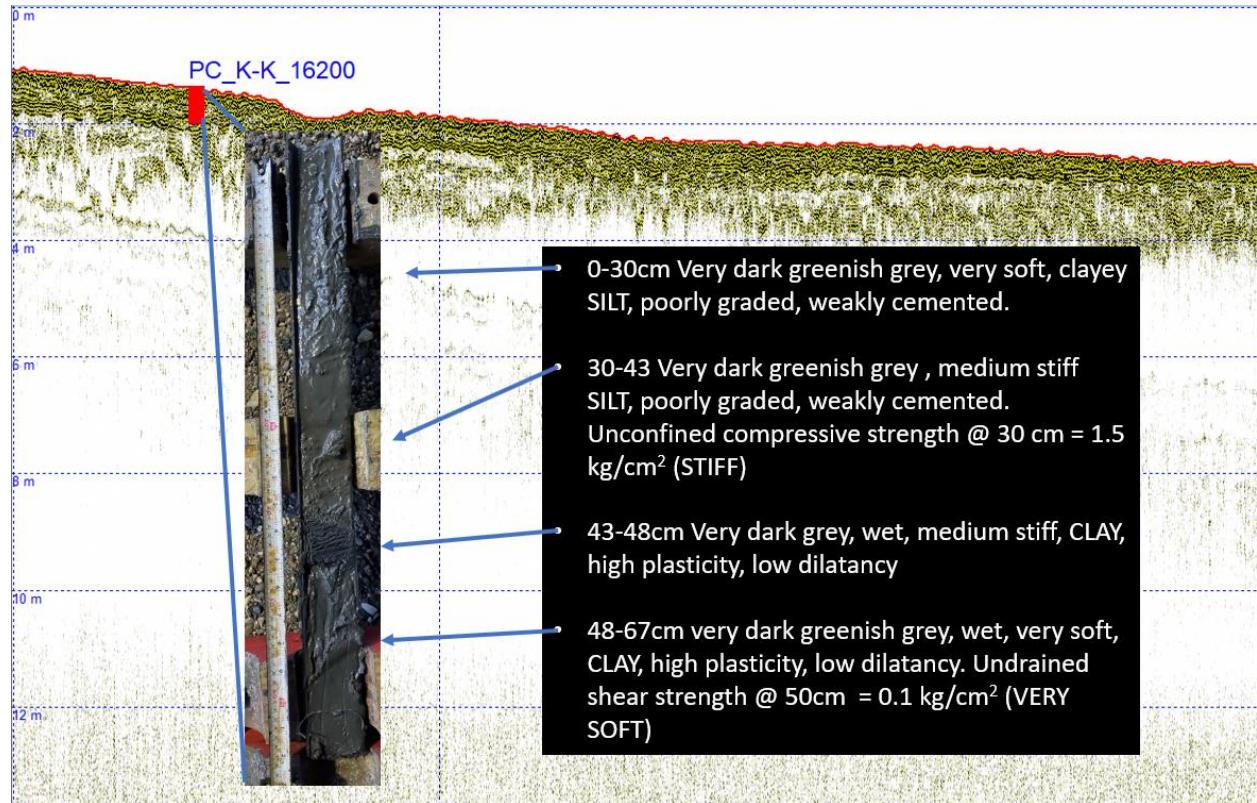 0 m
PC_K-K_16200
2 m
4 m
6 m
8 m
10 m
12 m
• 0-30cm Very dark greenish grey, very soft, clayey
SILT, poorly graded, weakly cemented.
• 30-43 Very dark greenish grey , medium stiff
SILT, poorly graded, weakly cemented.
Unconfined compressive strength @ 30 cm = 1.5
kg/cm² (STIFF)
• 43-48cm Very dark grey, wet, medium stiff, CLAY,
high plasticity, low dilatancy
• 48-67cm very dark greenish grey, wet, very soft,
CLAY, high plasticity, low dilatancy. Undrained
shear strength @ 50cm = 0.1 kg/cm² (VERY
SOFT)